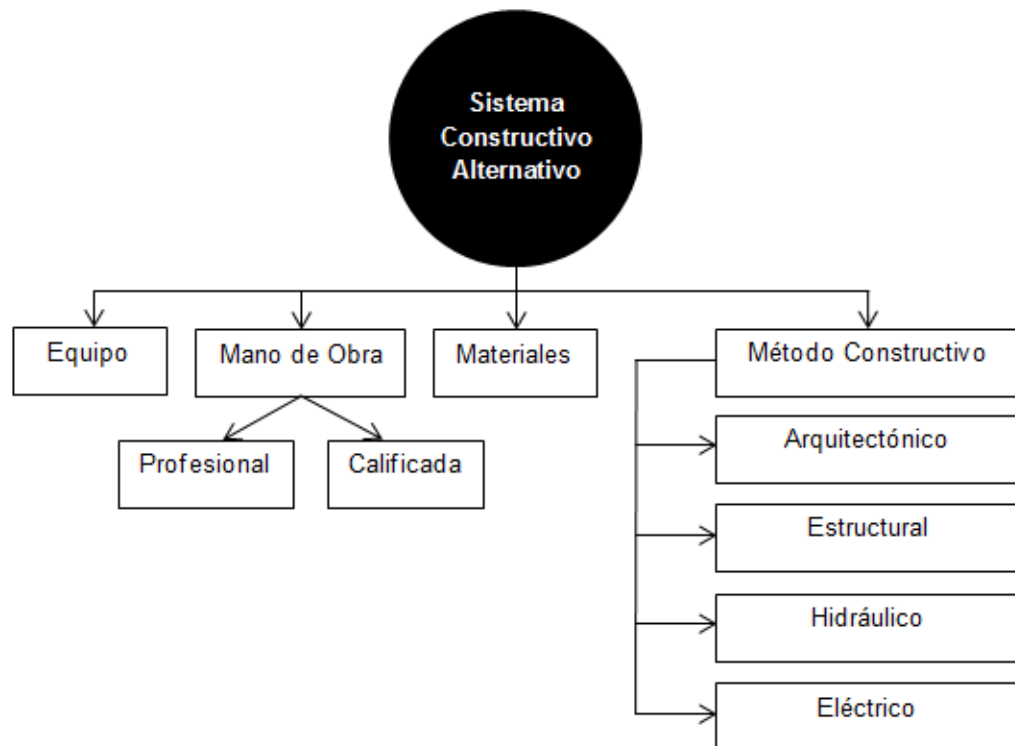 Sistema
Constructivo
Alternativo
Equipo
Mano de Obra
Materiales
Método Constructivo
Profesional
Calificada
Arquitectónico
Estructural
Hidráulico
Eléctrico